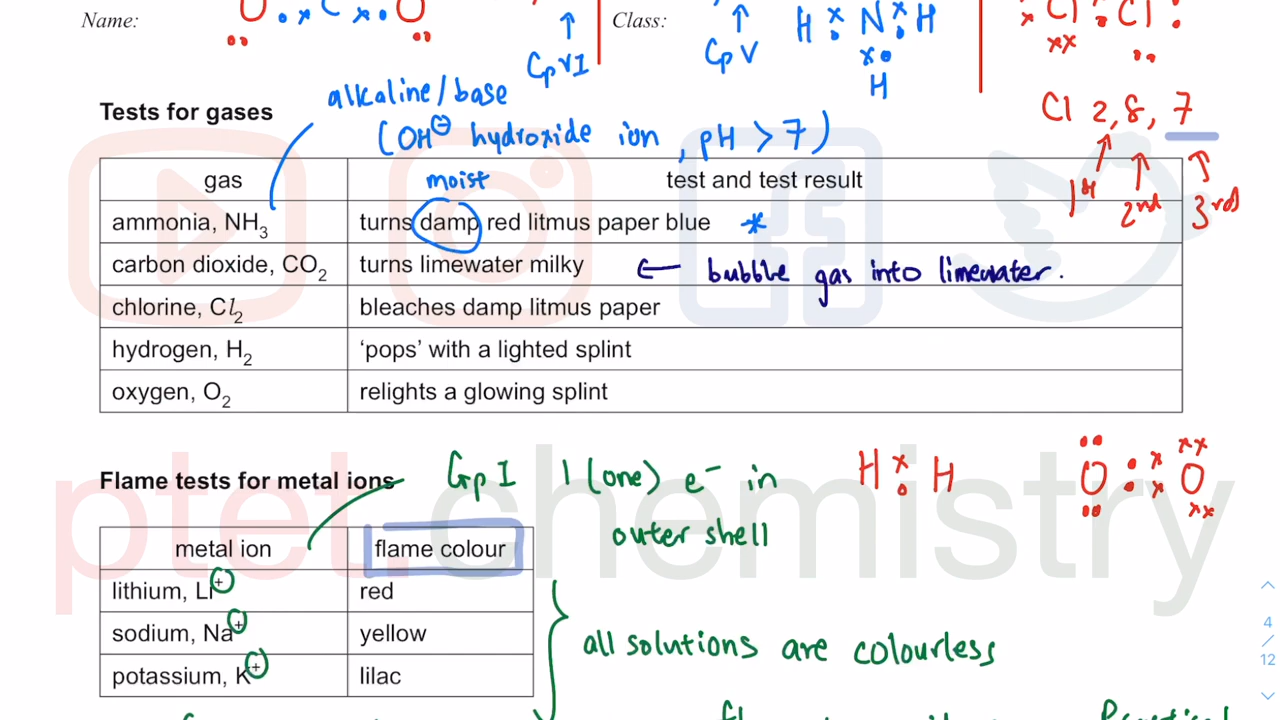 Name:
Class:
Gp VI
Gp V
H N H
H
Cl Cl
alkaline/base
Tests for gases
(OH⊖ hydroxide ion, pH > 7)
Cl 2, 8, 7
1st
2nd
3rd
gas
moist
test and test result
ammonia, NH3
turns damp red litmus paper blue *
carbon dioxide, CO2
turns limewater milky
← bubble gas into limewater.
chlorine, Cl2
bleaches damp litmus paper
hydrogen, H2
‘pops’ with a lighted splint
oxygen, O2
relights a glowing splint
Flame tests for metal ions
Gp I 1 (one) e⁻ in
outer shell
H H
O O
ptet chemistry
metal ion
flame colour
lithium, Li+
red
sodium, Na+
yellow
potassium, K+
lilac
all solutions are colourless
4
/
12